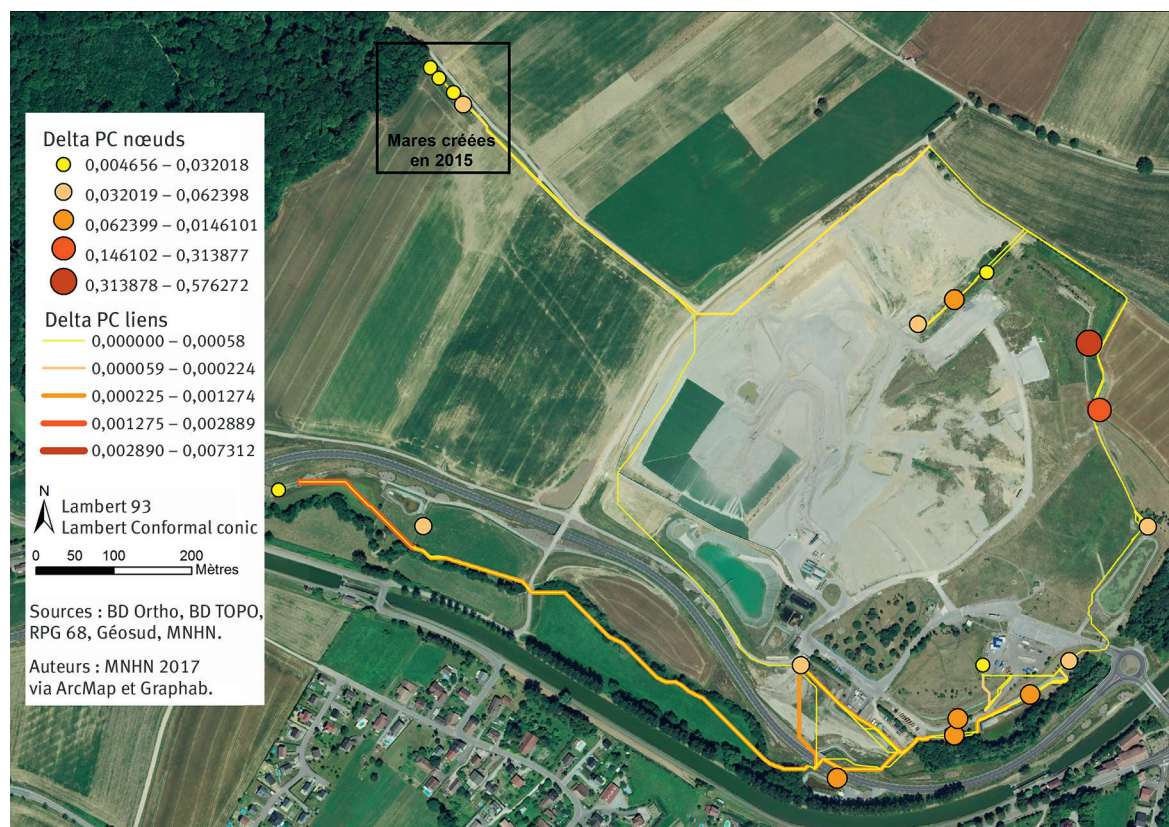 Mares créées
en 2015
Delta PC nœuds
0,004656 – 0,032018
0,032019 – 0,062398
0,062399 – 0,0146101
0,146102 – 0,313877
0,313878 – 0,576272
Delta PC liens
0,000000 – 0,00058
0,000059 – 0,000224
0,000225 – 0,001274
0,001275 – 0,002889
0,002890 – 0,007312
N
Lambert 93
Lambert Conformal conic
0 50 100 200
Mètres
Sources : BD Ortho, BD TOPO,
RPG 68, Géosud, MNHN.
Auteurs : MNHN 2017
via ArcMap et Graphab.